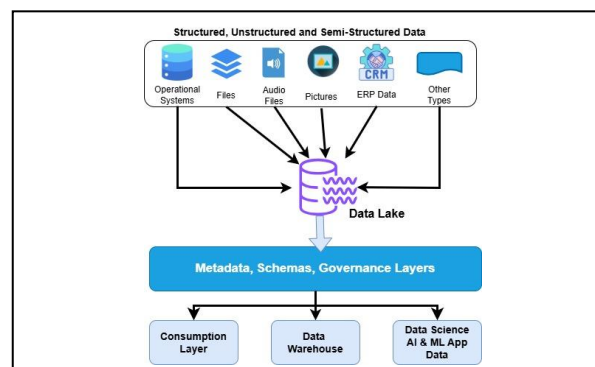 Structured, Unstructured and Semi-Structured Data
Operational
Systems
Files
Audio
Files
Pictures
CRM
ERP Data
Other
Types
Data Lake
Metadata, Schemas, Governance Layers
Consumption
Layer
Data
Warehouse
Data Science
AI & ML App
Data